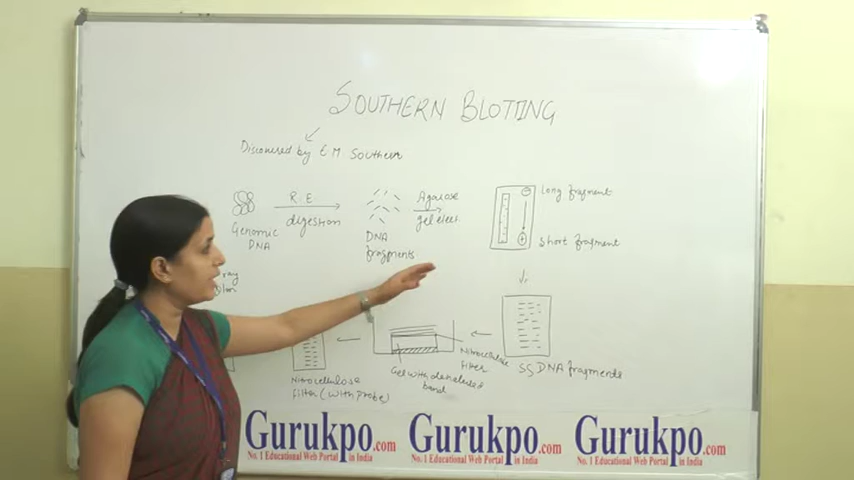 SOUTHERN BLOTTING
Discovered by E M Southern
R.E
digestion
Genomic
DNA
DNA
fragments
Agarose
gel elect.
Long fragment
Short fragment
SS DNA fragments
Nitrocellulose
filter
Gel with denatured
band
Nitrocellulose
filter (with probe)
ray
Gurukpo.com
No. 1 Educational Web Portal in India
Gurukpo.com
No. 1 Educational Web Portal in India
Gurukpo.com
No. 1 Educational Web Portal in India